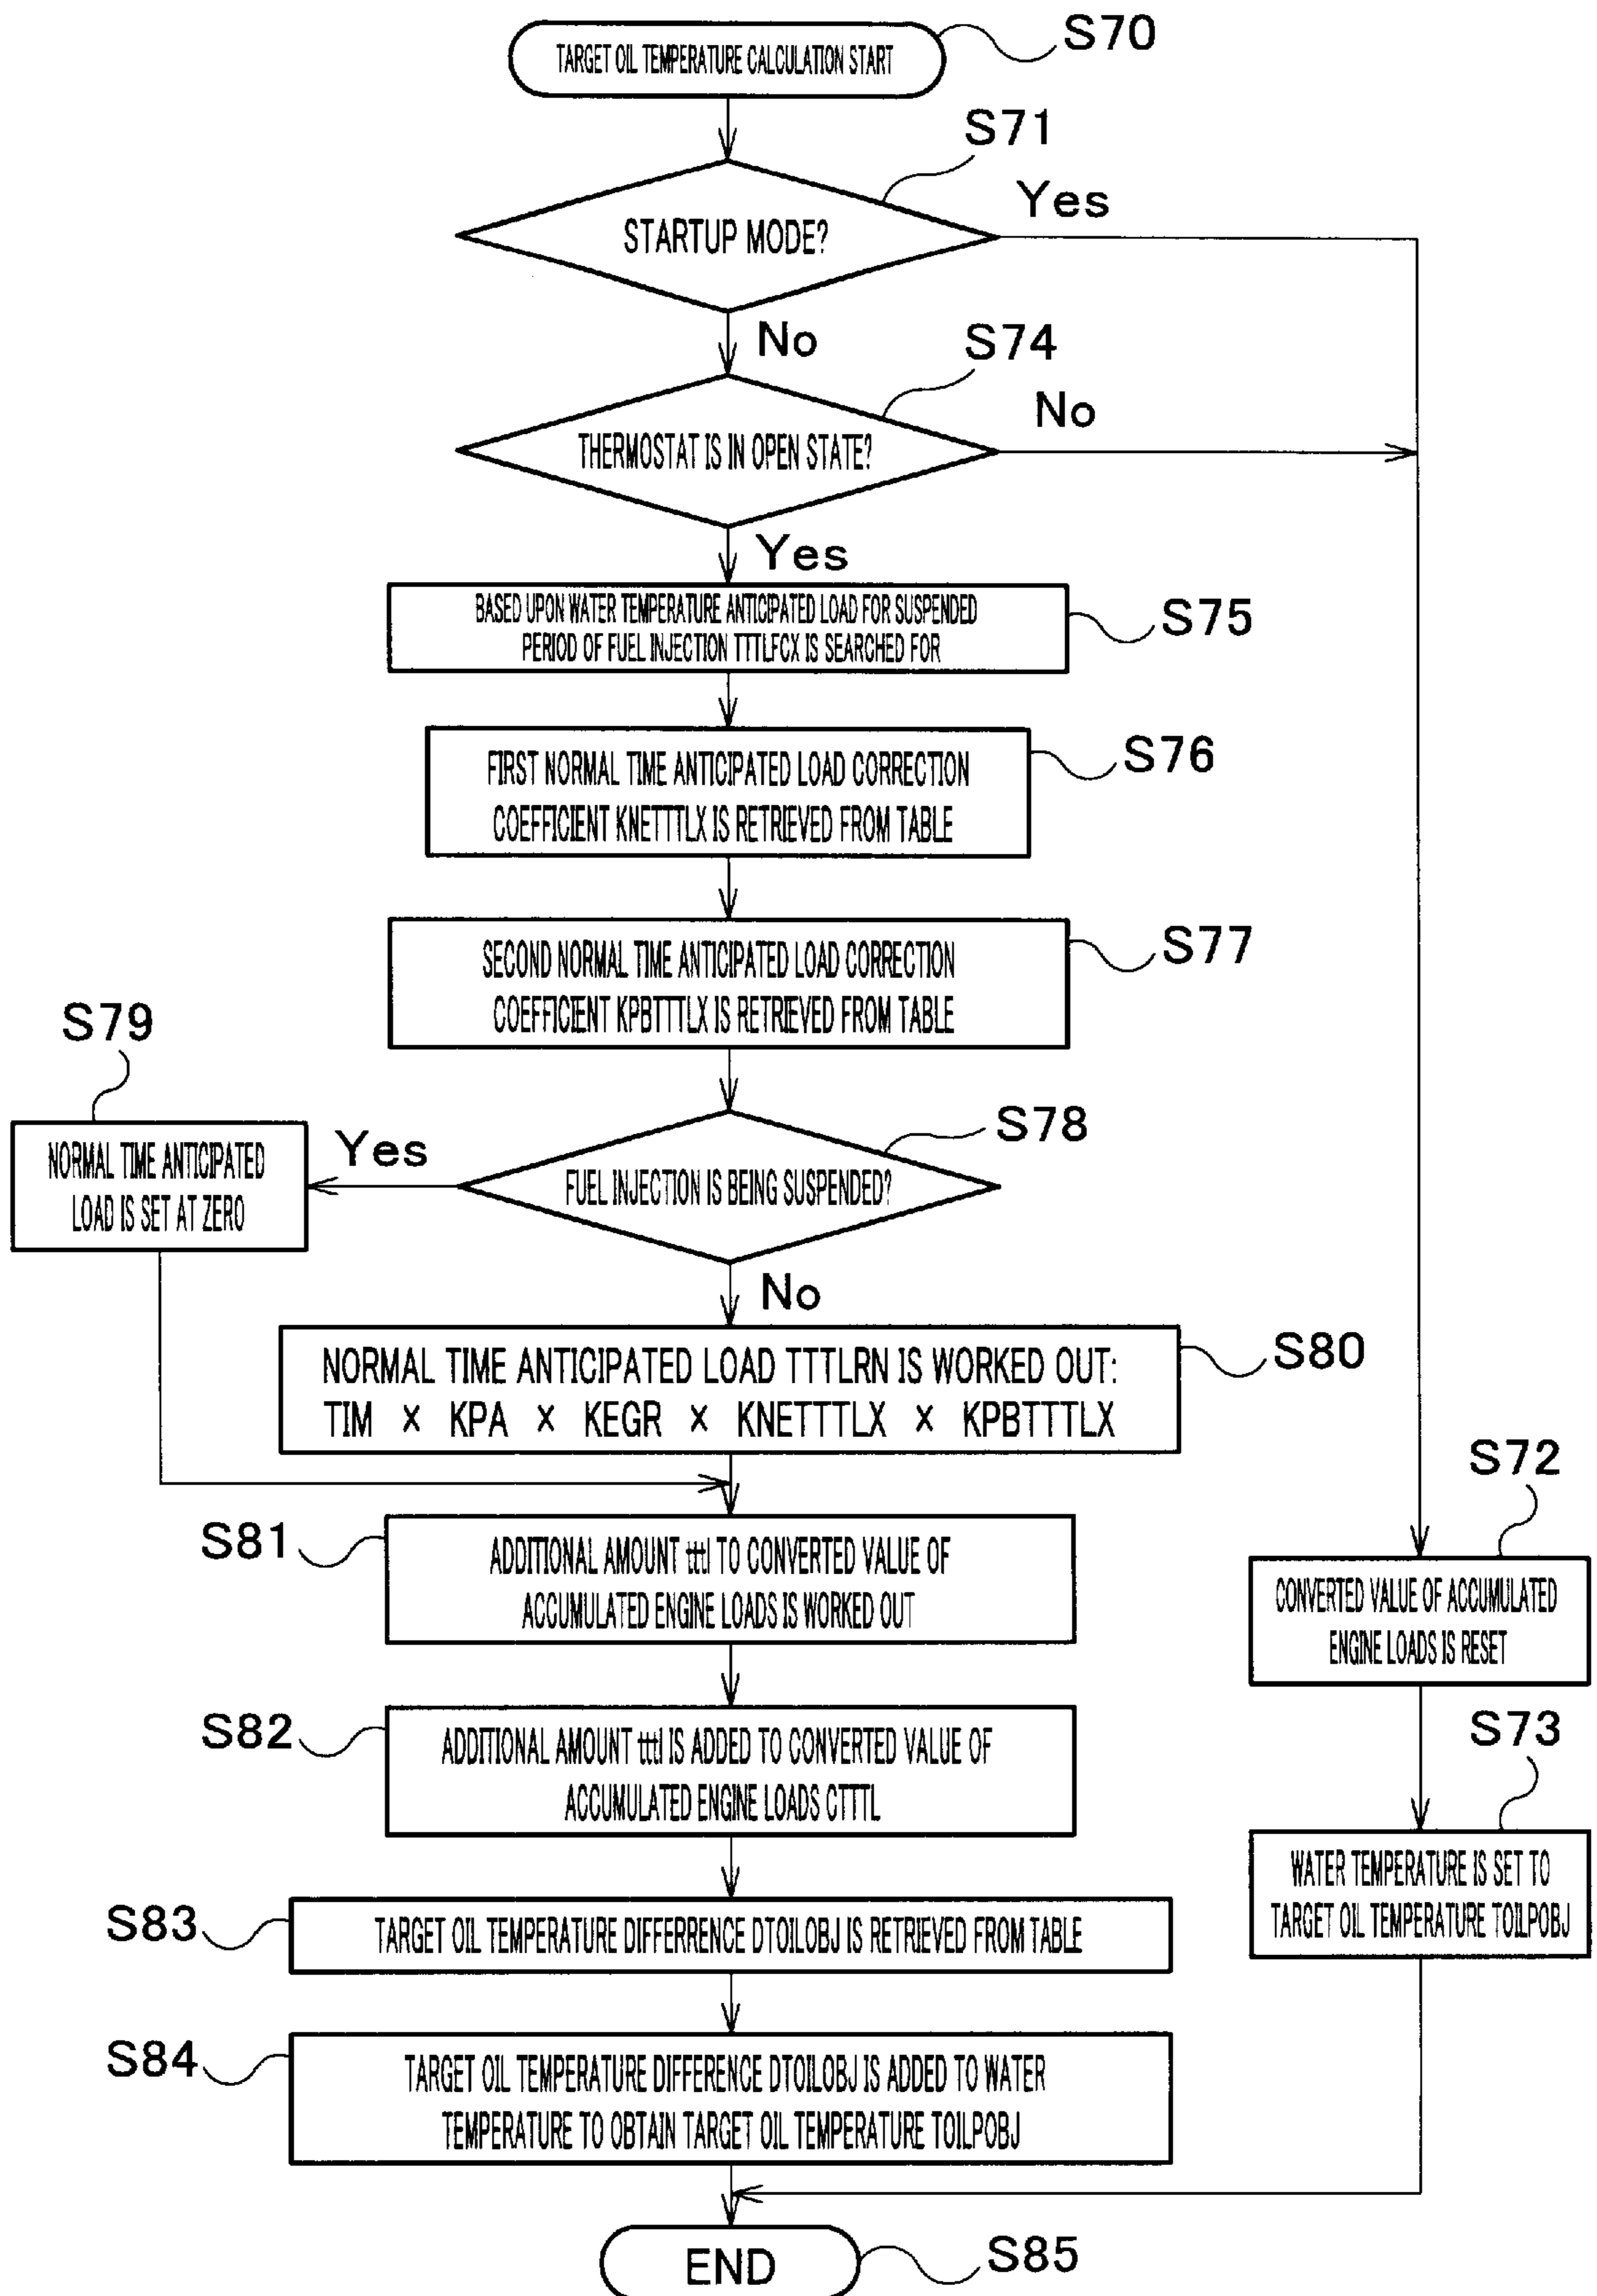 TARGET OIL TEMPERATURE CALCULATION START
S70
S71
STARTUP MODE?
Yes
No
S74
THERMOSTAT IS IN OPEN STATE?
No
Yes
BASED UPON WATER TEMPERATURE ANTICIPATED LOAD FOR SUSPENDED
PERIOD OF FUEL INJECTION TTTLFCX IS SEARCHED FOR
S75
FIRST NORMAL TIME ANTICIPATED LOAD CORRECTION
COEFFICIENT KNETTTLX IS RETRIEVED FROM TABLE
S76
SECOND NORMAL TIME ANTICIPATED LOAD CORRECTION
COEFFICIENT KPBTTTLX IS RETRIEVED FROM TABLE
S77
S79
NORMAL TIME ANTICIPATED
LOAD IS SET AT ZERO
Yes
S78
FUEL INJECTION IS BEING SUSPENDED?
No
NORMAL TIME ANTICIPATED LOAD TTTLRN IS WORKED OUT:
TIM × KPA × KEGR × KNETTTLX × KPBTTTLX
S80
S81
ADDITIONAL AMOUNT tttl TO CONVERTED VALUE OF
ACCUMULATED ENGINE LOADS IS WORKED OUT
S72
CONVERTED VALUE OF ACCUMULATED
ENGINE LOADS IS RESET
S82
ADDITIONAL AMOUNT tttl IS ADDED TO CONVERTED VALUE OF
ACCUMULATED ENGINE LOADS CTTTL
S73
WATER TEMPERATURE IS SET TO
TARGET OIL TEMPERATURE TOILPOBJ
S83
TARGET OIL TEMPERATURE DIFFERRENCE DTOILOBJ IS RETRIEVED FROM TABLE
S84
TARGET OIL TEMPERATURE DIFFERENCE DTOILOBJ IS ADDED TO WATER
TEMPERATURE TO OBTAIN TARGET OIL TEMPERATURE TOILPOBJ
END
S85